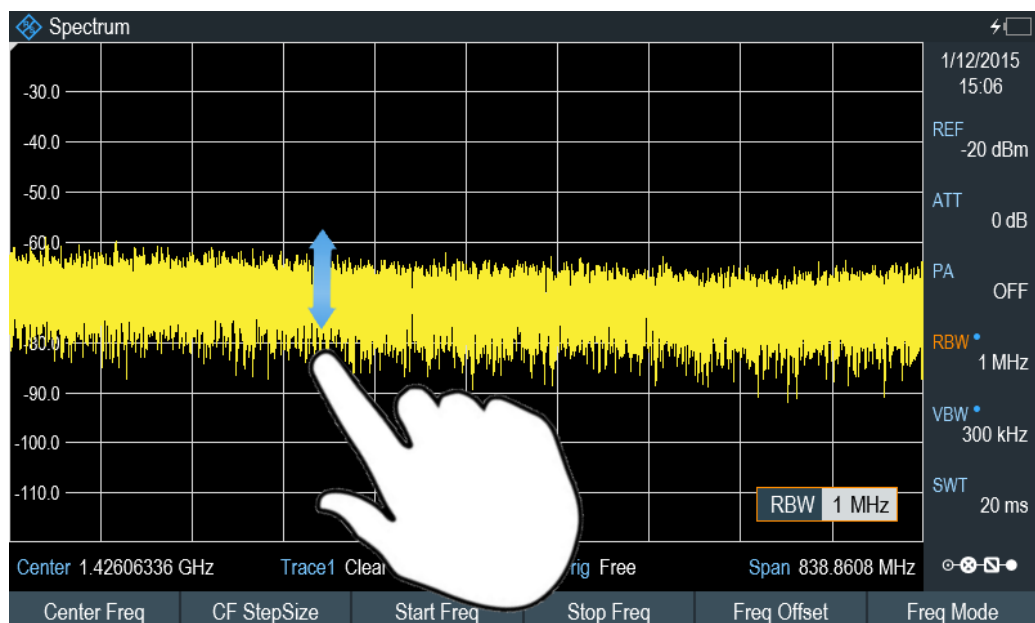 Spectrum
1/12/2015
15:06
-30.0
-40.0
-50.0
-60.0
-80.0
-90.0
-100.0
-110.0
REF
-20 dBm
ATT
0 dB
PA
OFF
RBW
1 MHz
VBW
300 kHz
SWT
20 ms
RBW 1 MHz
Center 1.42606336 GHz Trace1 Clear rig Free Span 838.8608 MHz
Center Freq CF StepSize Start Freq Stop Freq Freq Offset Freq Mode